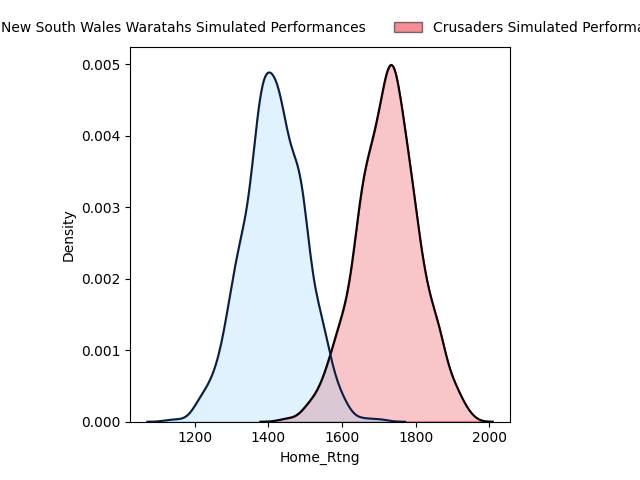 New South Wales Waratahs Simulated Performances
Crusaders Simulated
0.005
0.004
0.003
0.002
0.001
0.000
Density
1200 1400 1600 1800 2000
Home_Rtng